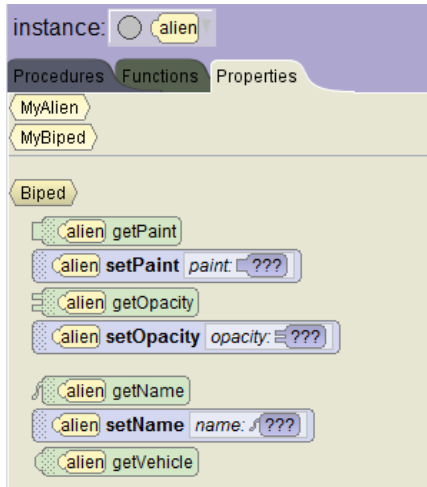 instance: alien
Procedures Functions Properties
MyAlien
MyBiped
Biped
alien getPaint
alien setPaint paint: ???
alien getOpacity
alien setOpacity opacity: ???
alien getName
alien setName name: ???
alien getVehicle